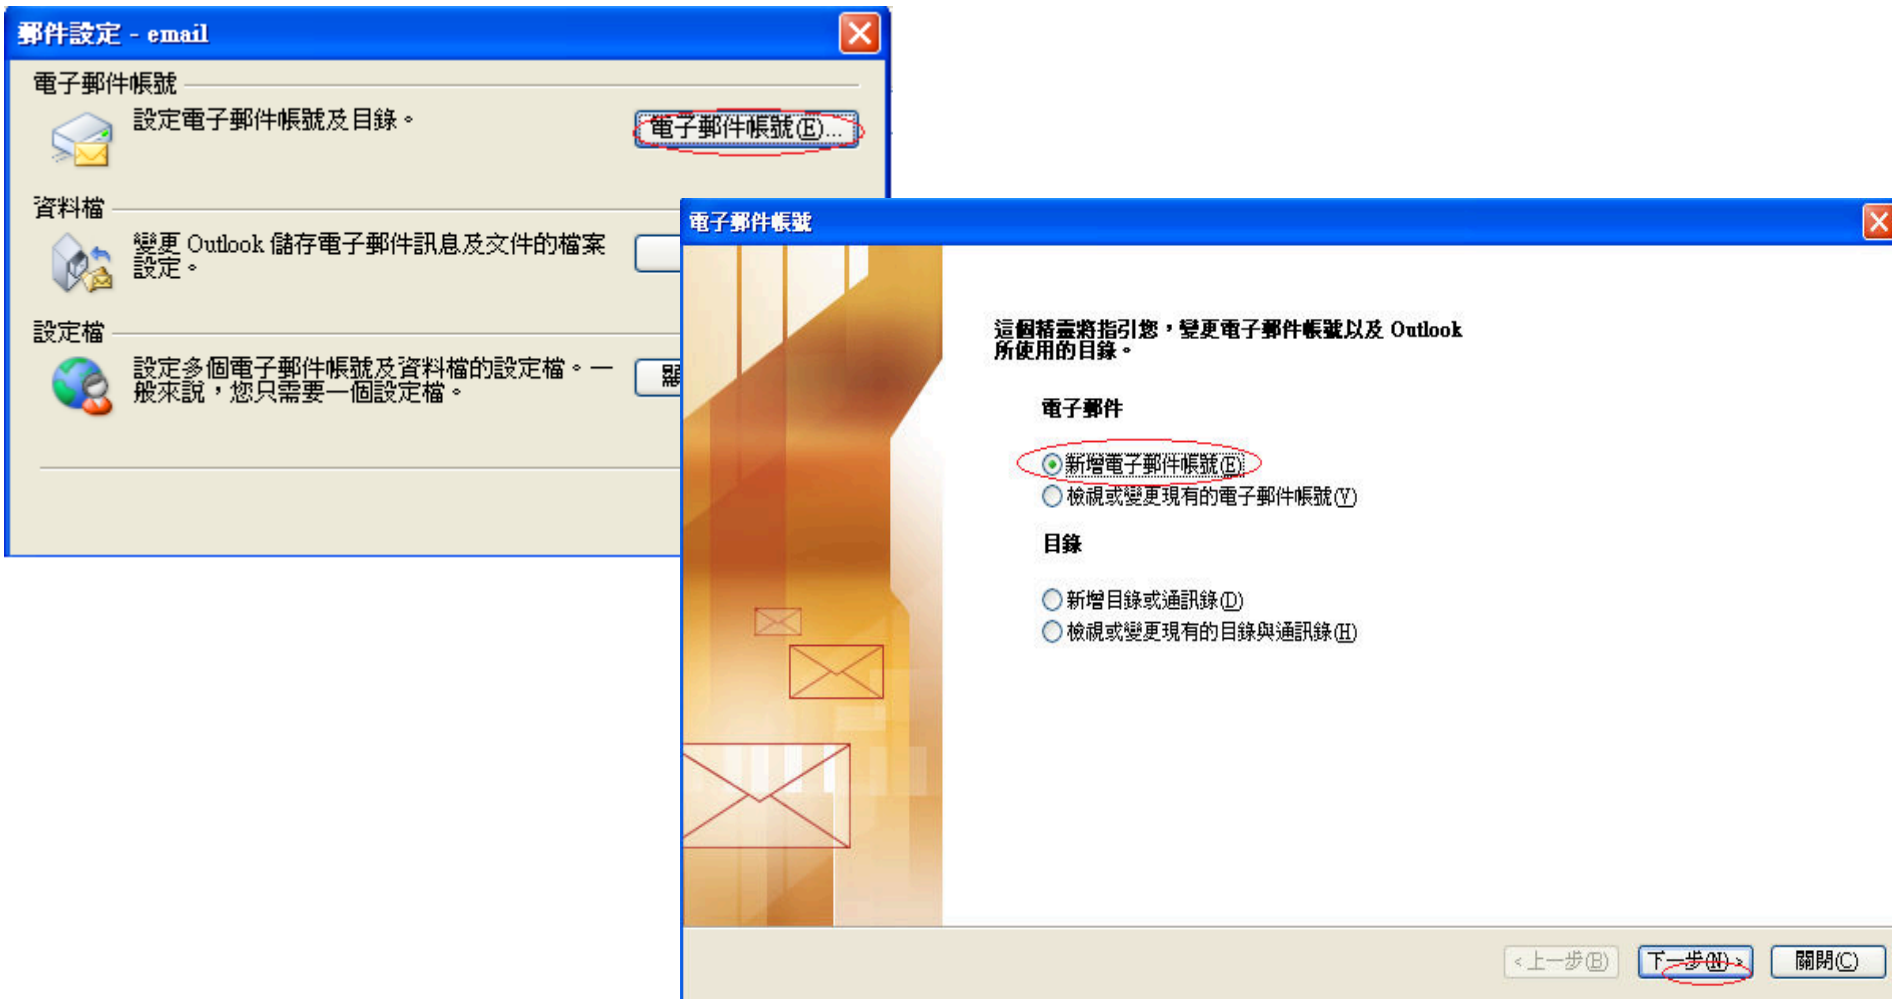 郵件設定 - email
電子郵件帳號
設定電子郵件帳號及目錄。
電子郵件帳號(E)...
資料檔
變更 Outlook 儲存電子郵件訊息及文件的檔案
設定。
設定檔
設定多個電子郵件帳號及資料檔的設定檔。一
般來說，您只需要一個設定檔。
電子郵件帳號
這個精靈將指引您，變更電子郵件帳號以及 Outlook
所使用的目錄。
電子郵件
新增電子郵件帳號(E)
檢視或變更現有的電子郵件帳號(V)
目錄
新增目錄或通訊錄(D)
檢視或變更現有的目錄與通訊錄(H)
<上一步(B)
下一步(N)>
關閉(C)